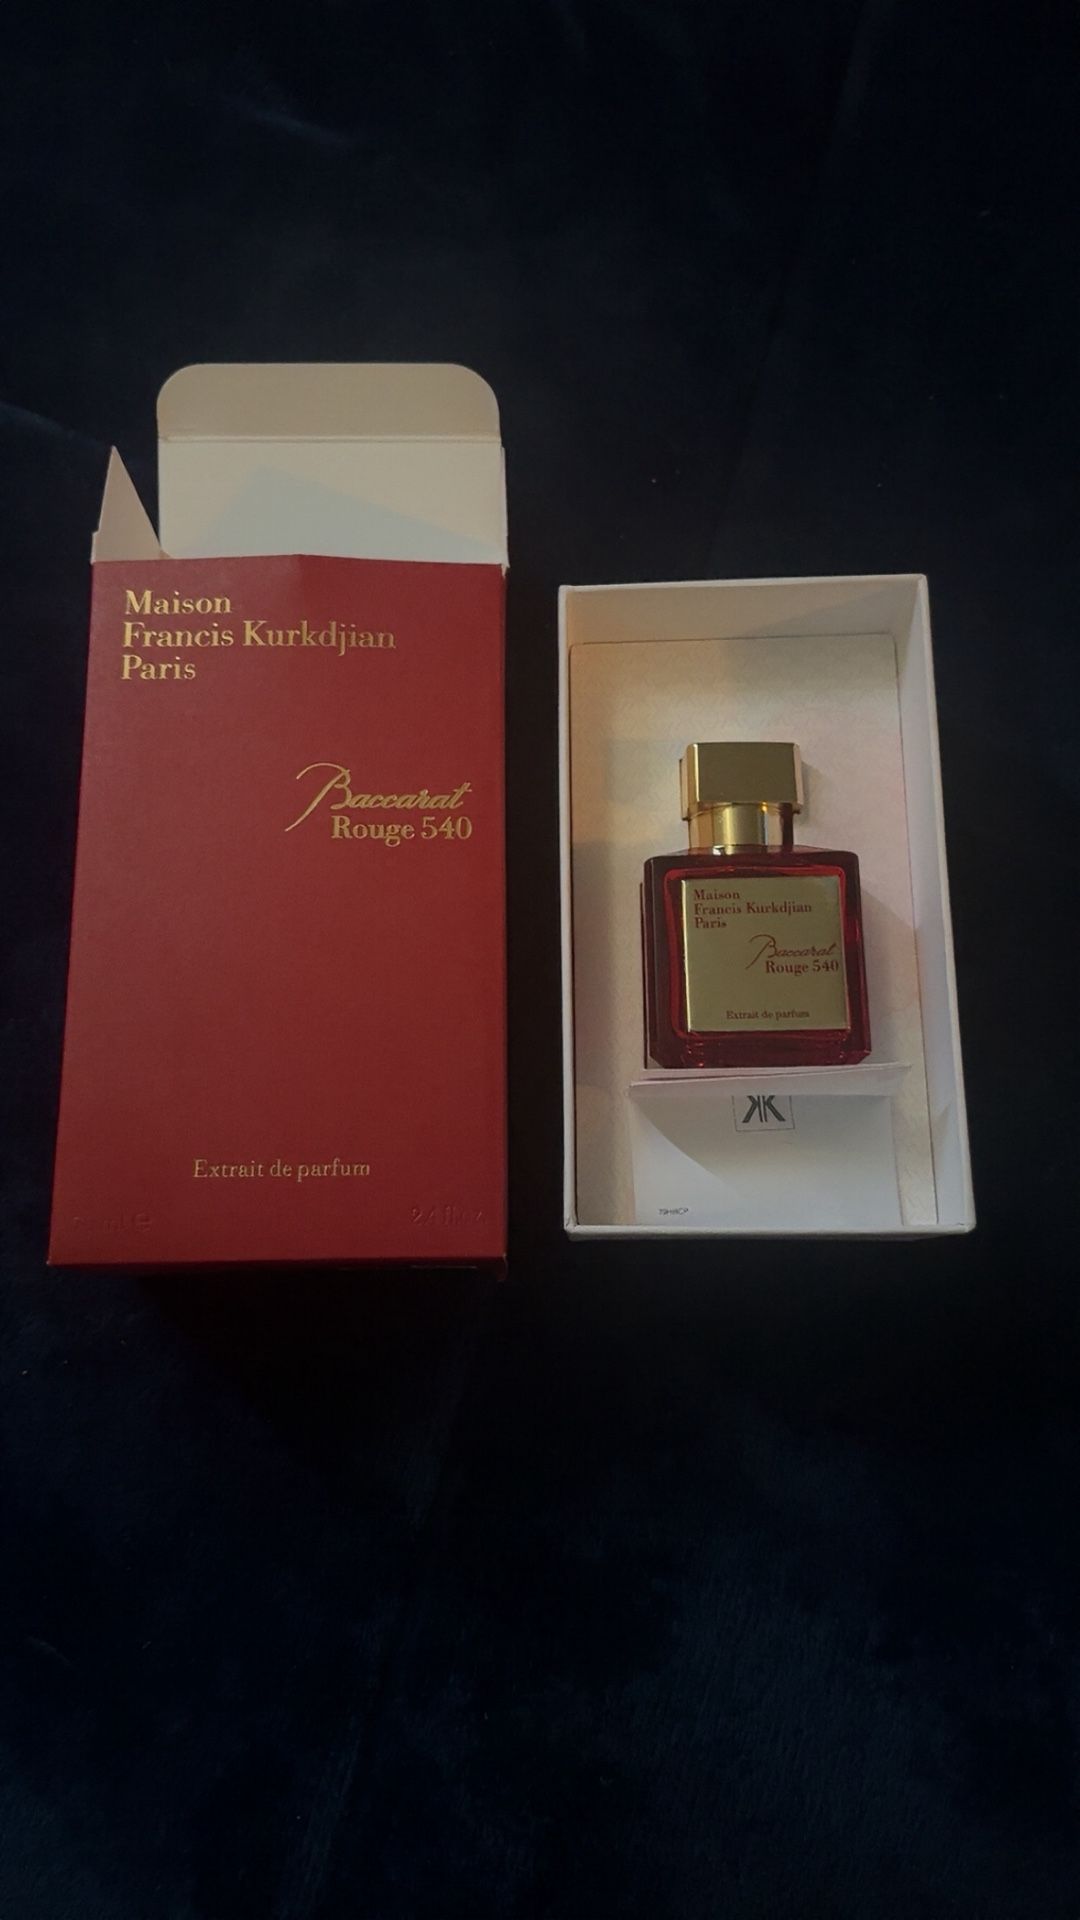 Maison
Francis Kurkdjian
Paris
Baccarat
Rouge 540
Extrait de parfum
Maison
Francis Kurkdjian
Paris
Baccarat
Rouge 540
Extrait de parfum